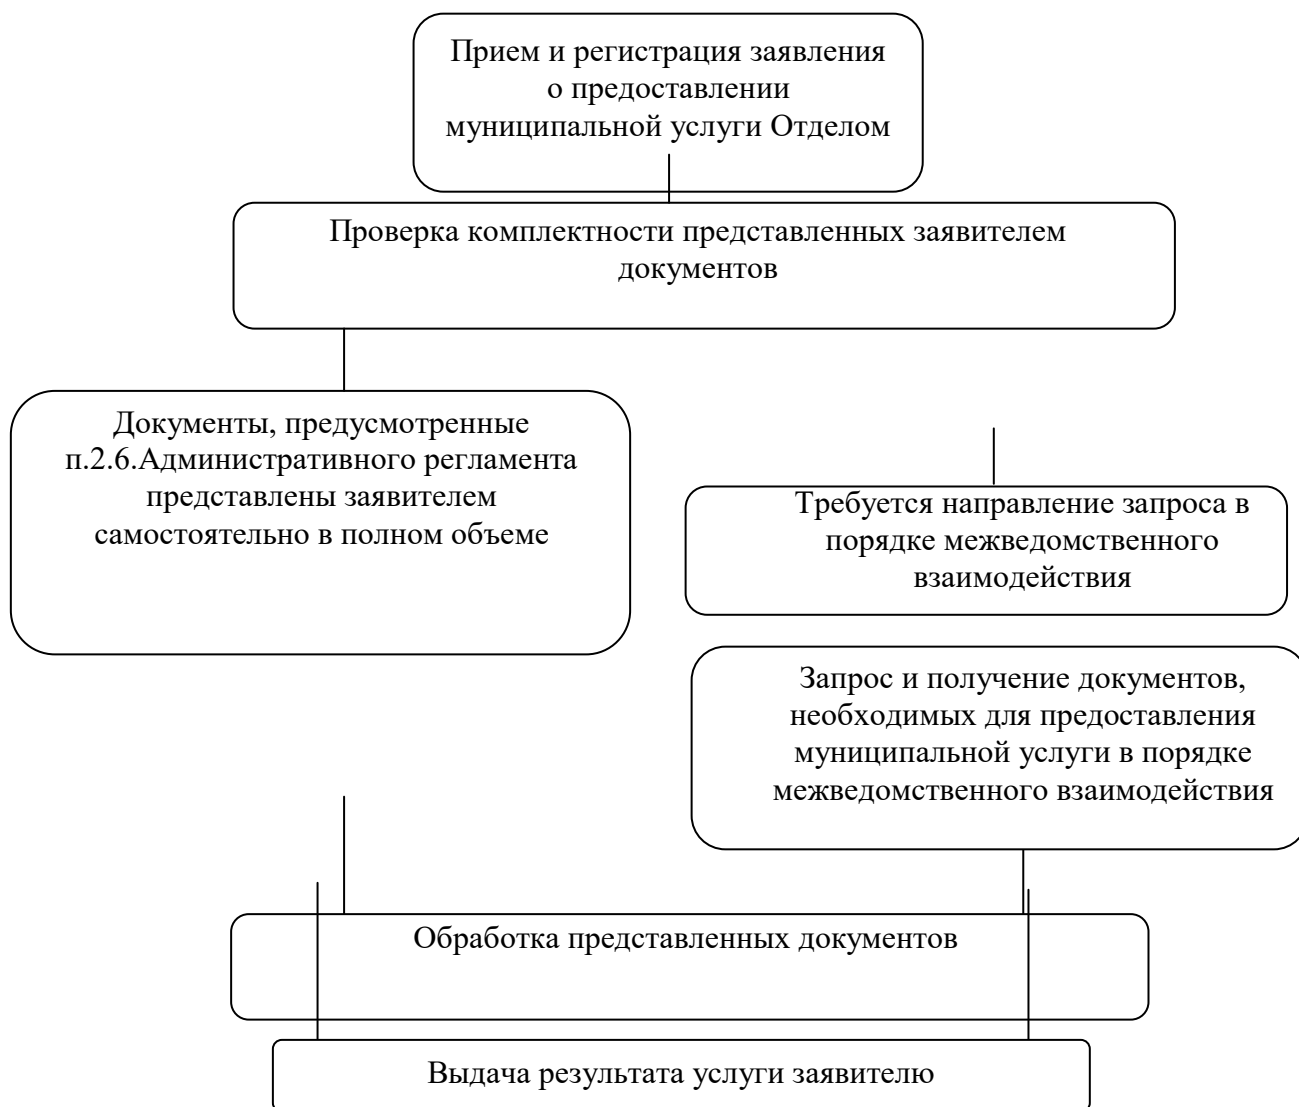 Прием и регистрация заявления
о предоставлении
муниципальной услуги Отделом
Проверка комплектности представленных заявителем
документов
Документы, предусмотренные
п.2.6.Административного регламента
представлены заявителем
самостоятельно в полном объеме
Требуется направление запроса в
порядке межведомственного
взаимодействия
Запрос и получение документов,
необходимых для предоставления
муниципальной услуги в порядке
межведомственного взаимодействия
Обработка представленных документов
Выдача результата услуги заявителю